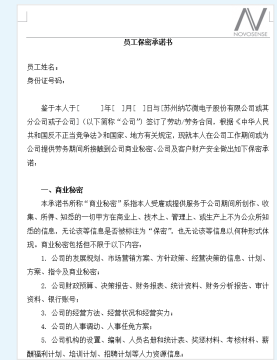 NOVOSENSE
员工保密承诺书
员工姓名：
身份证号码：
鉴于本人于[ ]年[ ]月[ ]日与[苏州纳芯微电子股份有限公司或其
分公司或子公司]（以下简称“公司”）签订了劳动/劳务合同。根据《中华人民
共和国反不正当竞争法》和国家、地方有关规定，现就本人在公司工作期间或为
公司提供劳务期间所接触到公司商业秘密、公司及客户财产安全做出如下保密承
诺：
一、商业秘密
本承诺书所称“商业秘密”系指本人受雇或提供服务于公司期间所创作、收
集、所得、知悉的一切甲方在商业上、技术上、管理上、或生产上不为公众所知
悉的信息，无论该等信息是否被标注为“保密”，也无论该等信息以何种形式体
现。商业秘密包括但不限于以下内容：
1. 公司的发展规划、市场营销方案、方针政策、经营决策的信息、计划、
方案、指令及商业秘密；
2. 公司财政预算、决策报告、财务报表、统计资料、财务分析报告、审计
资料、银行账号；
3. 公司的经营方法、经营状况和经营实力；
4. 公司的人事调动、人事任免方案；
5. 公司机构的设置、编制、人员名册和统计表、奖惩材料、考核材料、薪
酬福利计划、培训计划、招聘计划等人力资源信息；